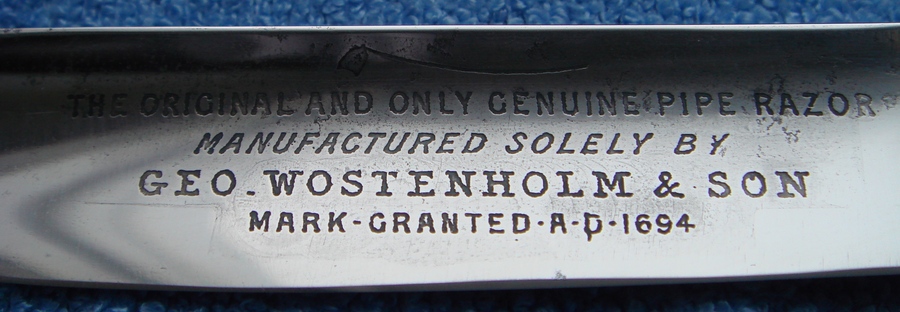 THE ORIGINAL AND ONLY GENUINE PIPE RAZOR
MANUFACTURED SOLELY BY
GEO. WOSTENHOLM & SON
MARK-GRANTED·A·D·1694